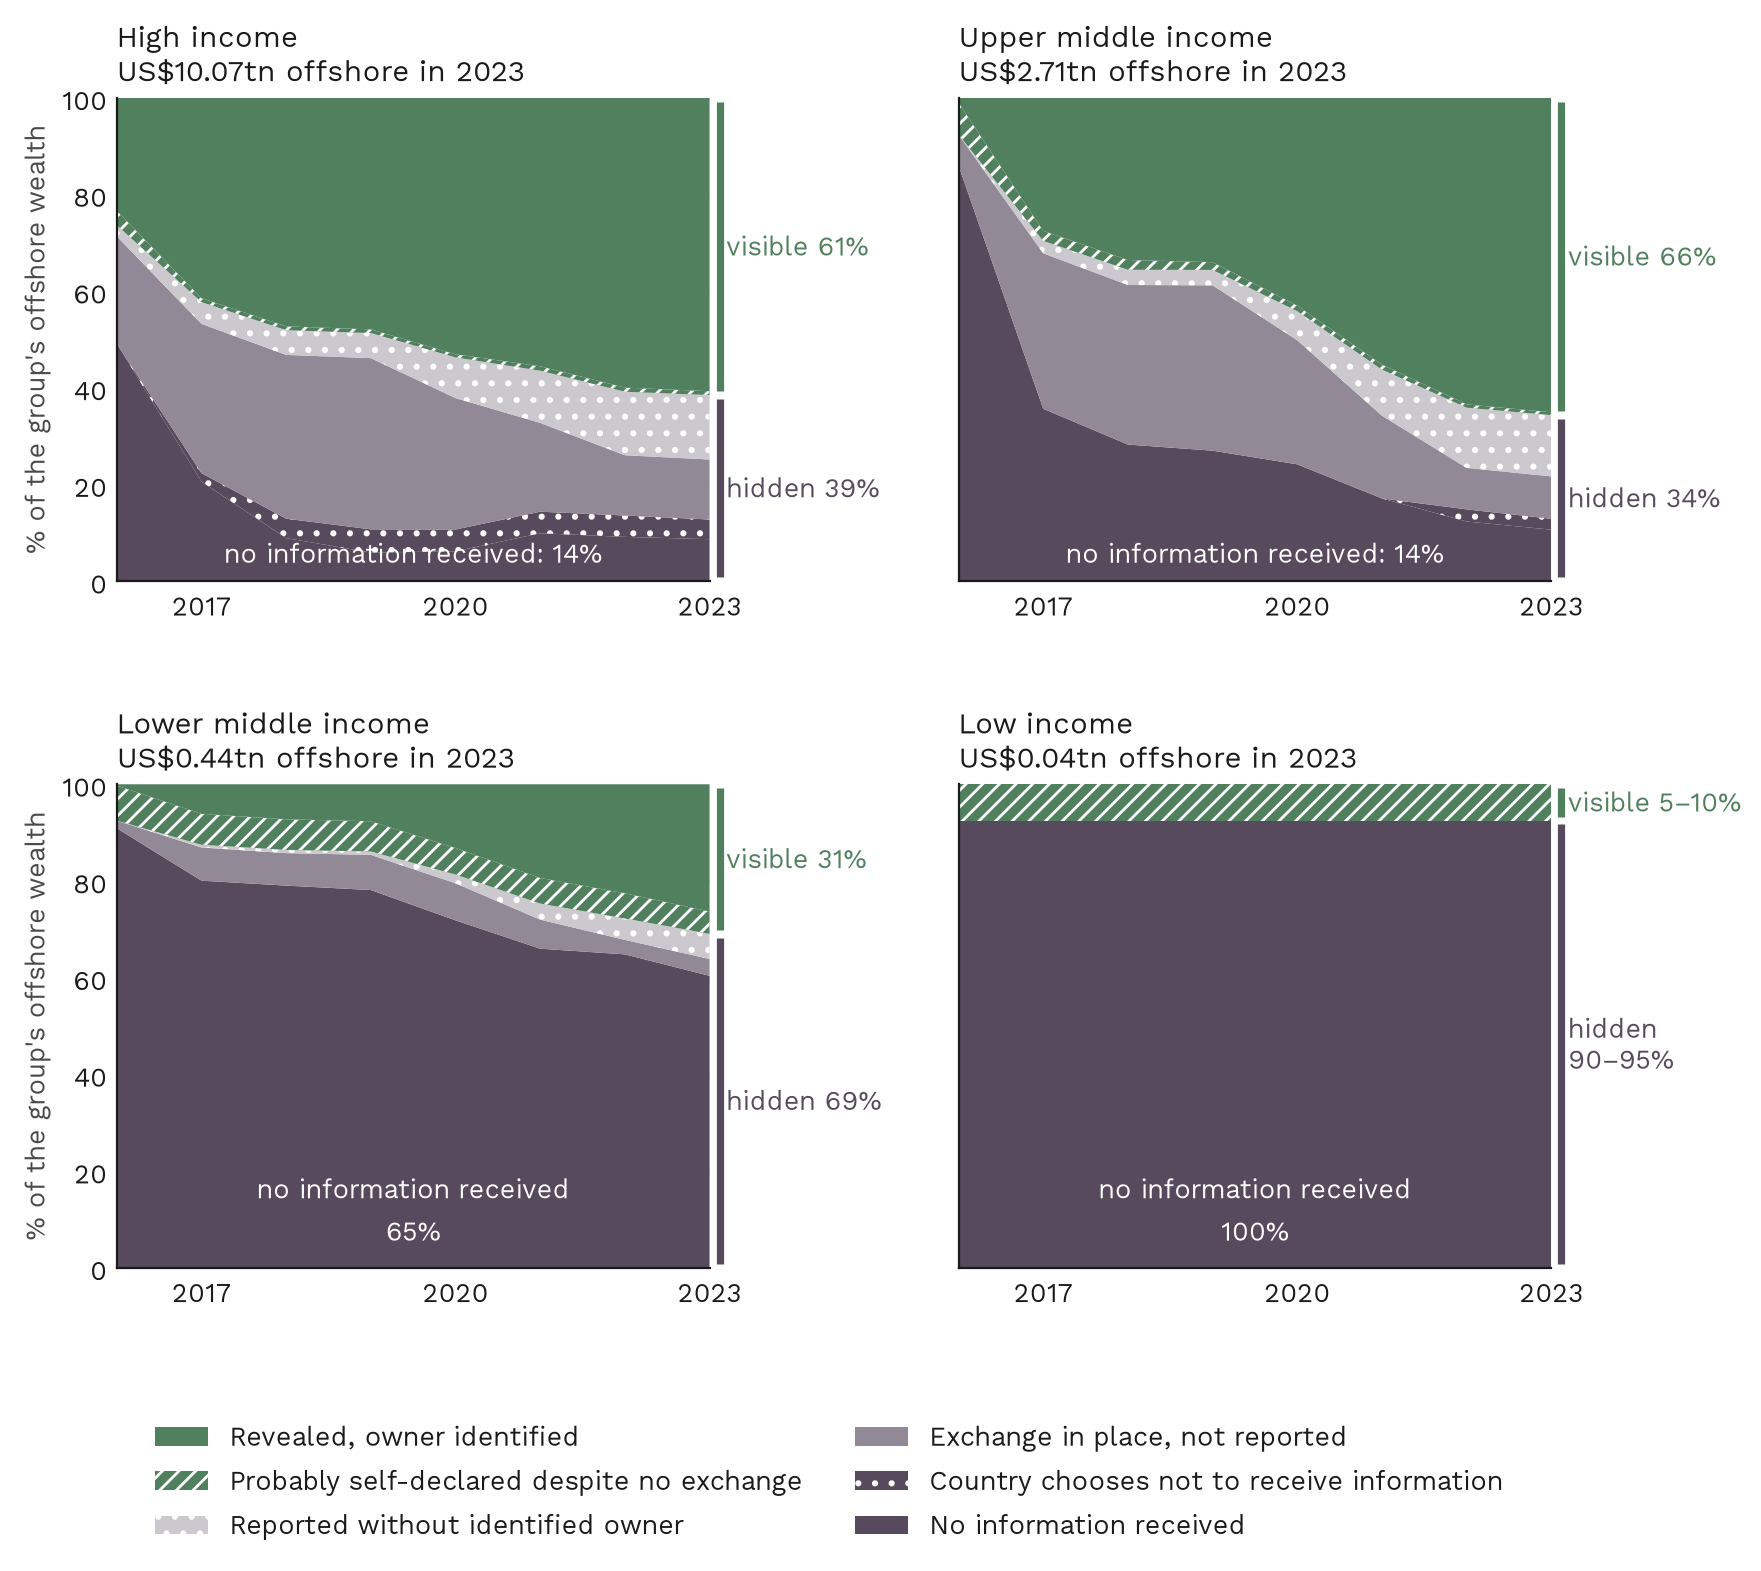 High income
US$10.07tn offshore in 2023
% of the group's offshore wealth
100
80
60
40
20
0
visible 61%
hidden 39%
no information received: 14%
2017
2020
2023
Upper middle income
US$2.71tn offshore in 2023
visible 66%
hidden 34%
no information received: 14%
2017
2020
2023
Lower middle income
US$0.44tn offshore in 2023
% of the group's offshore wealth
100
80
60
40
20
0
visible 31%
hidden 69%
no information received
65%
2017
2020
2023
Low income
US$0.04tn offshore in 2023
visible 5–10%
hidden
90–95%
no information received
100%
2017
2020
2023
Revealed, owner identified
Probably self-declared despite no exchange
Reported without identified owner
Exchange in place, not reported
Country chooses not to receive information
No information received